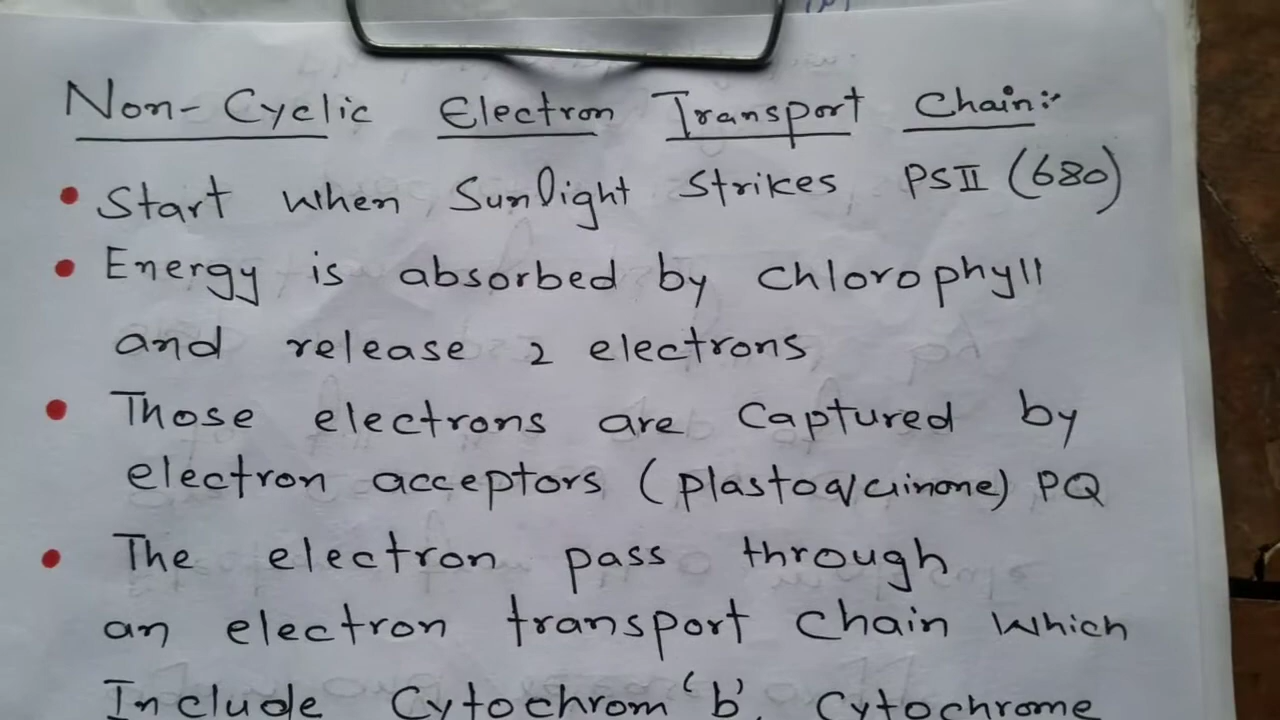 Non-Cyclic Electron Transport Chain:-
• Start when Sunlight strikes PSII (680)
• Energy is absorbed by chlorophyll
and release 2 electrons
• Those electrons are captured by
electron acceptors (plastoquinone) PQ
• The electron pass through
an electron transport chain which
Include Cytochrom 'b', Cytochrome